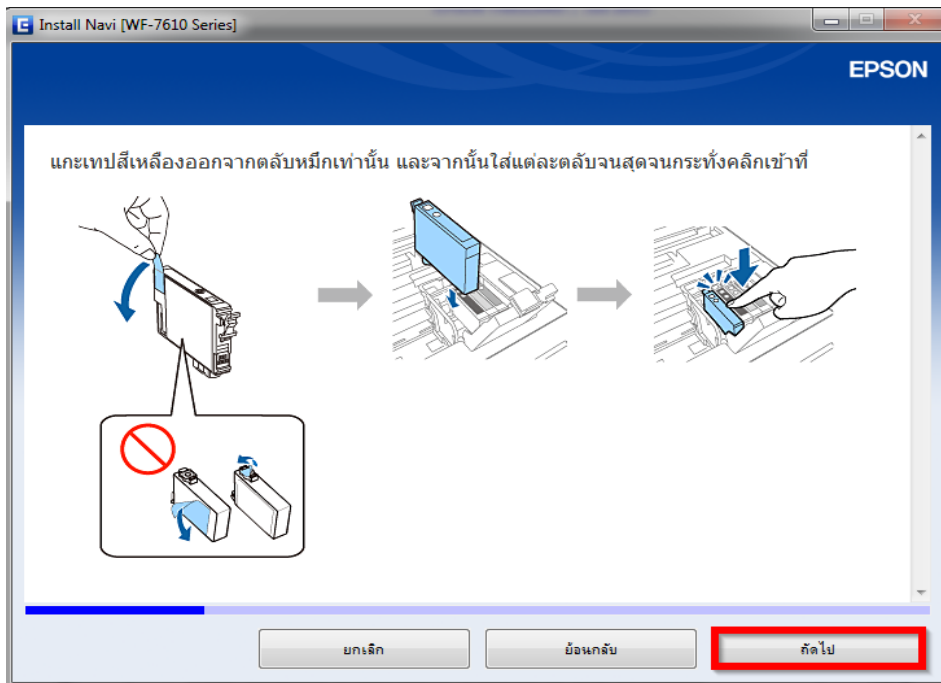 Install Navi [WF-7610 Series]
EPSON
แกะเทปสีเหลืองออกจากตลับหมึกเท่านั้น และจากนั้นใส่แต่ละตลับจนสุดจนกระทั่งคลิกเข้าที่
ยกเลิก
ย้อนกลับ
ถัดไป